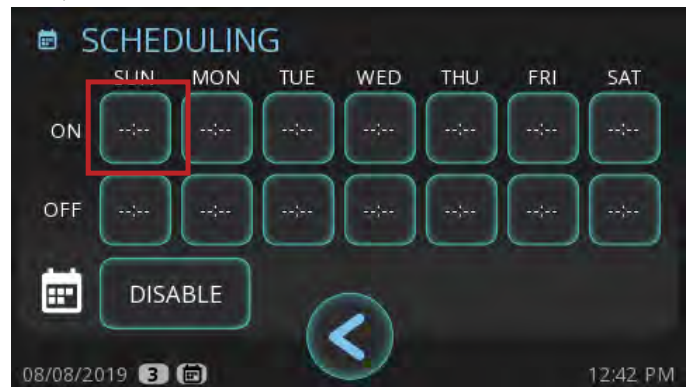 SCHEDULING
SUN MON TUE WED THU FRI SAT
ON --:-- --:-- --:-- --:-- --:-- --:-- --:--
OFF --:-- --:-- --:-- --:-- --:-- --:-- --:--
DISABLE
08/08/2019 3 12:42 PM